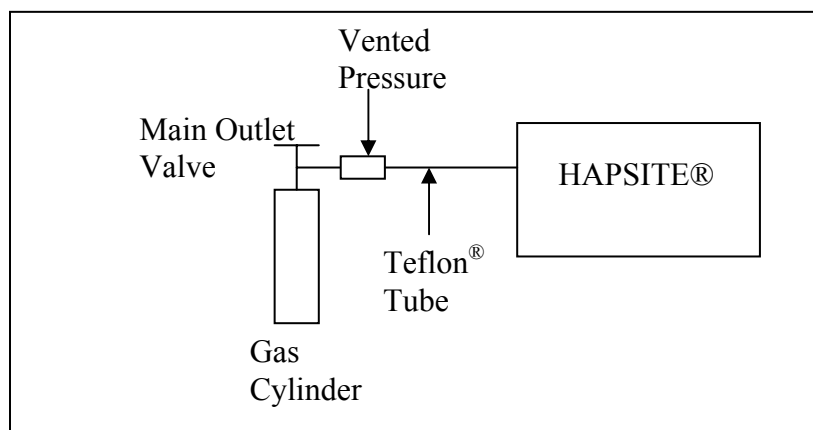 Vented
Pressure
Main Outlet
Valve
HAPSITE®
Teflon®
Tube
Gas
Cylinder